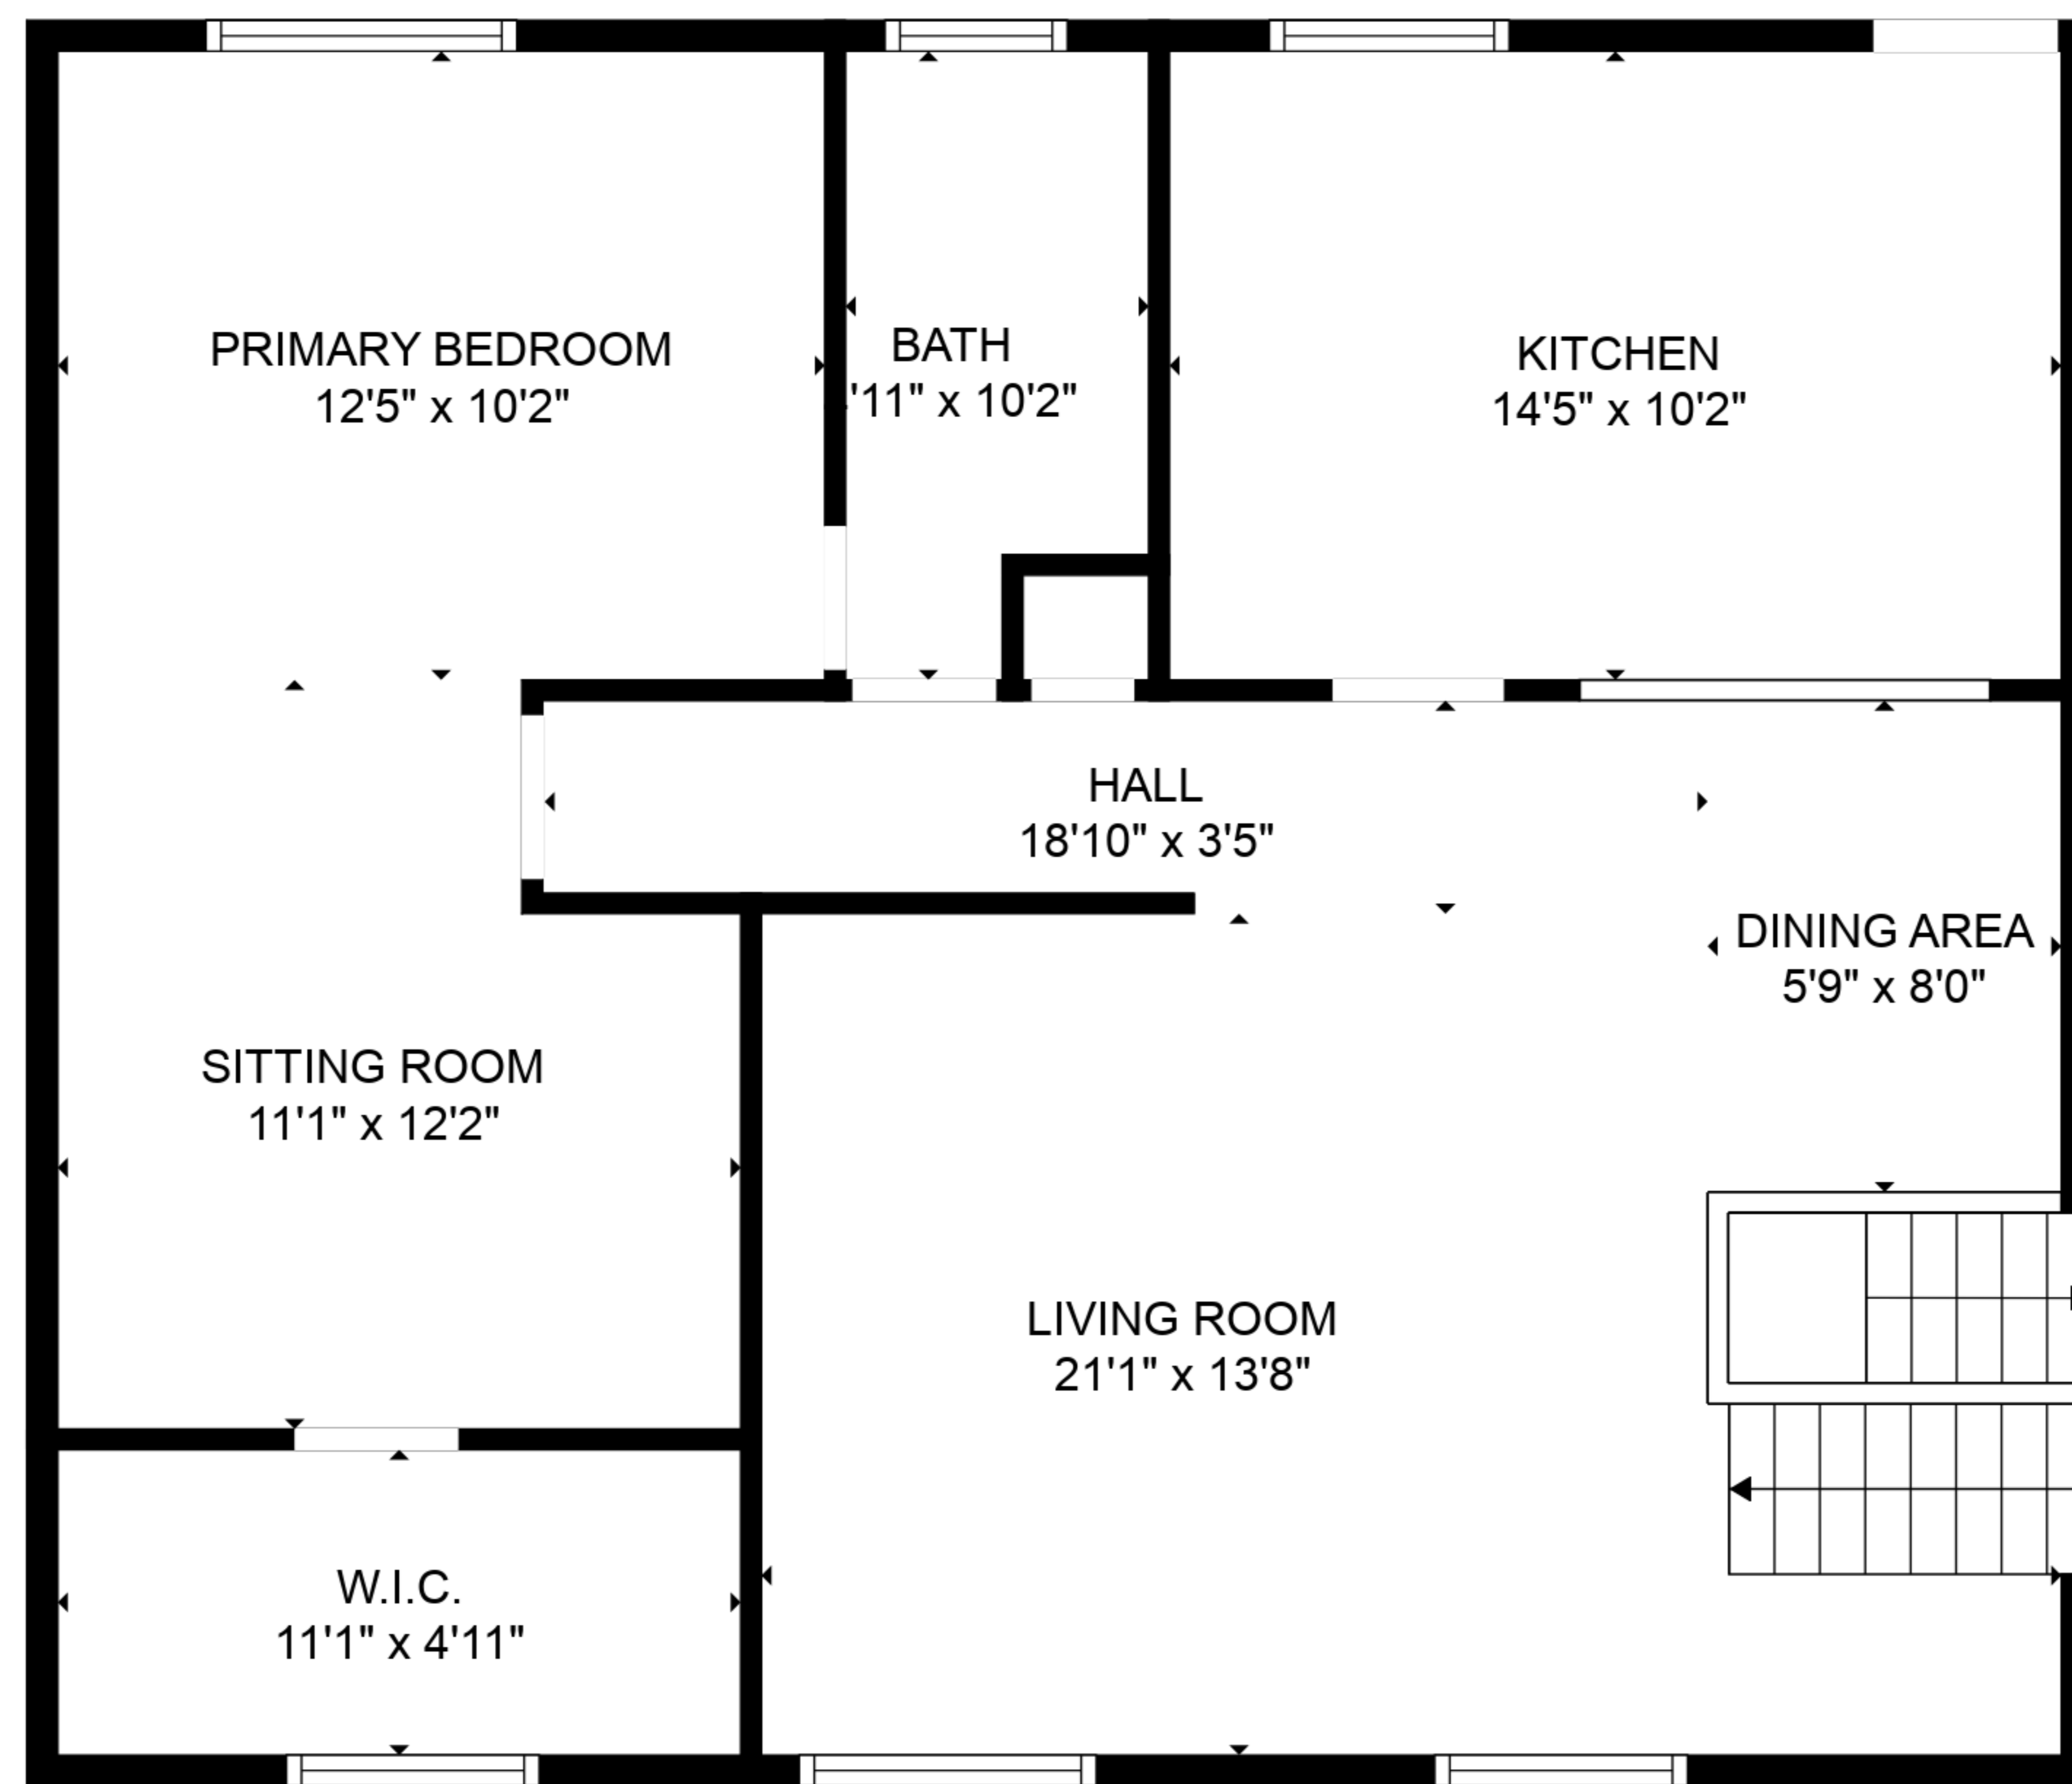 PRIMARY BEDROOM
12'5" x 10'2"
BATH
'11" x 10'2"
KITCHEN
14'5" x 10'2"
HALL
18'10" x 3'5"
DINING AREA
5'9" x 8'0"
SITTING ROOM
11'1" x 12'2"
LIVING ROOM
21'1" x 13'8"
W.I.C.
11'1" x 4'11"